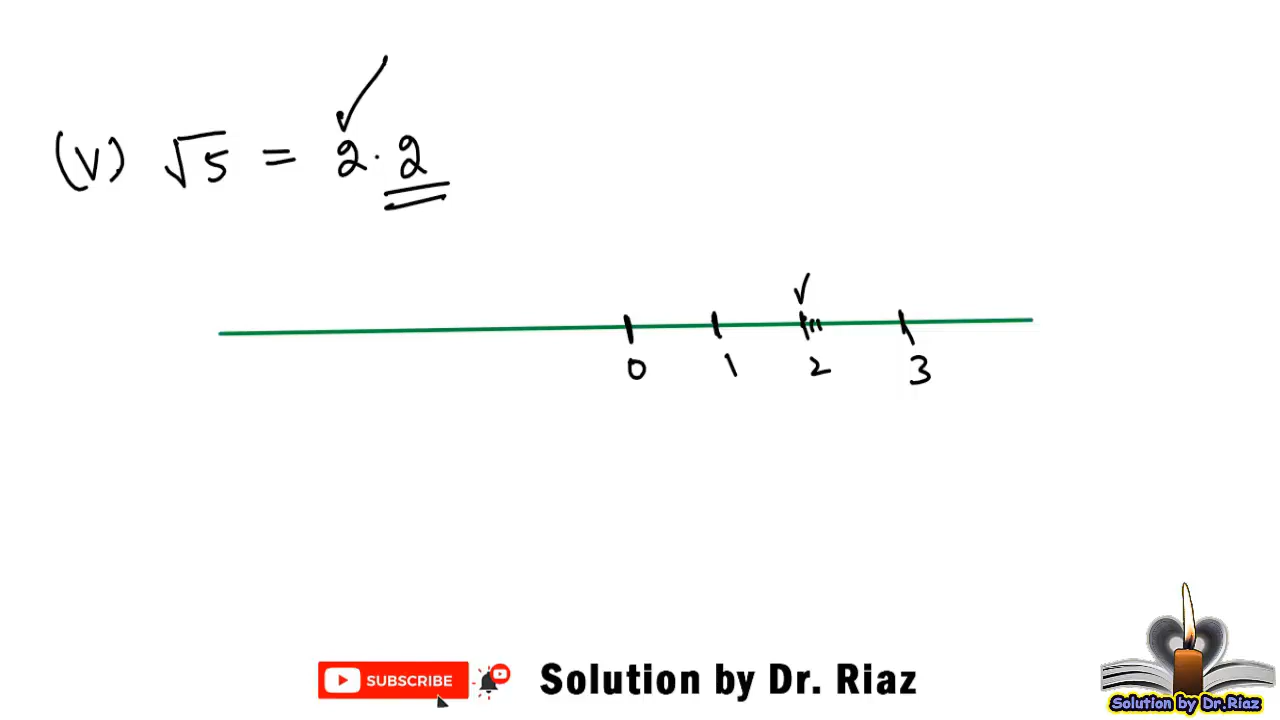 (V) √5 = 2.2
0 1 2 3
SUBSCRIBE
Solution by Dr. Riaz
Solution by Dr.Riaz